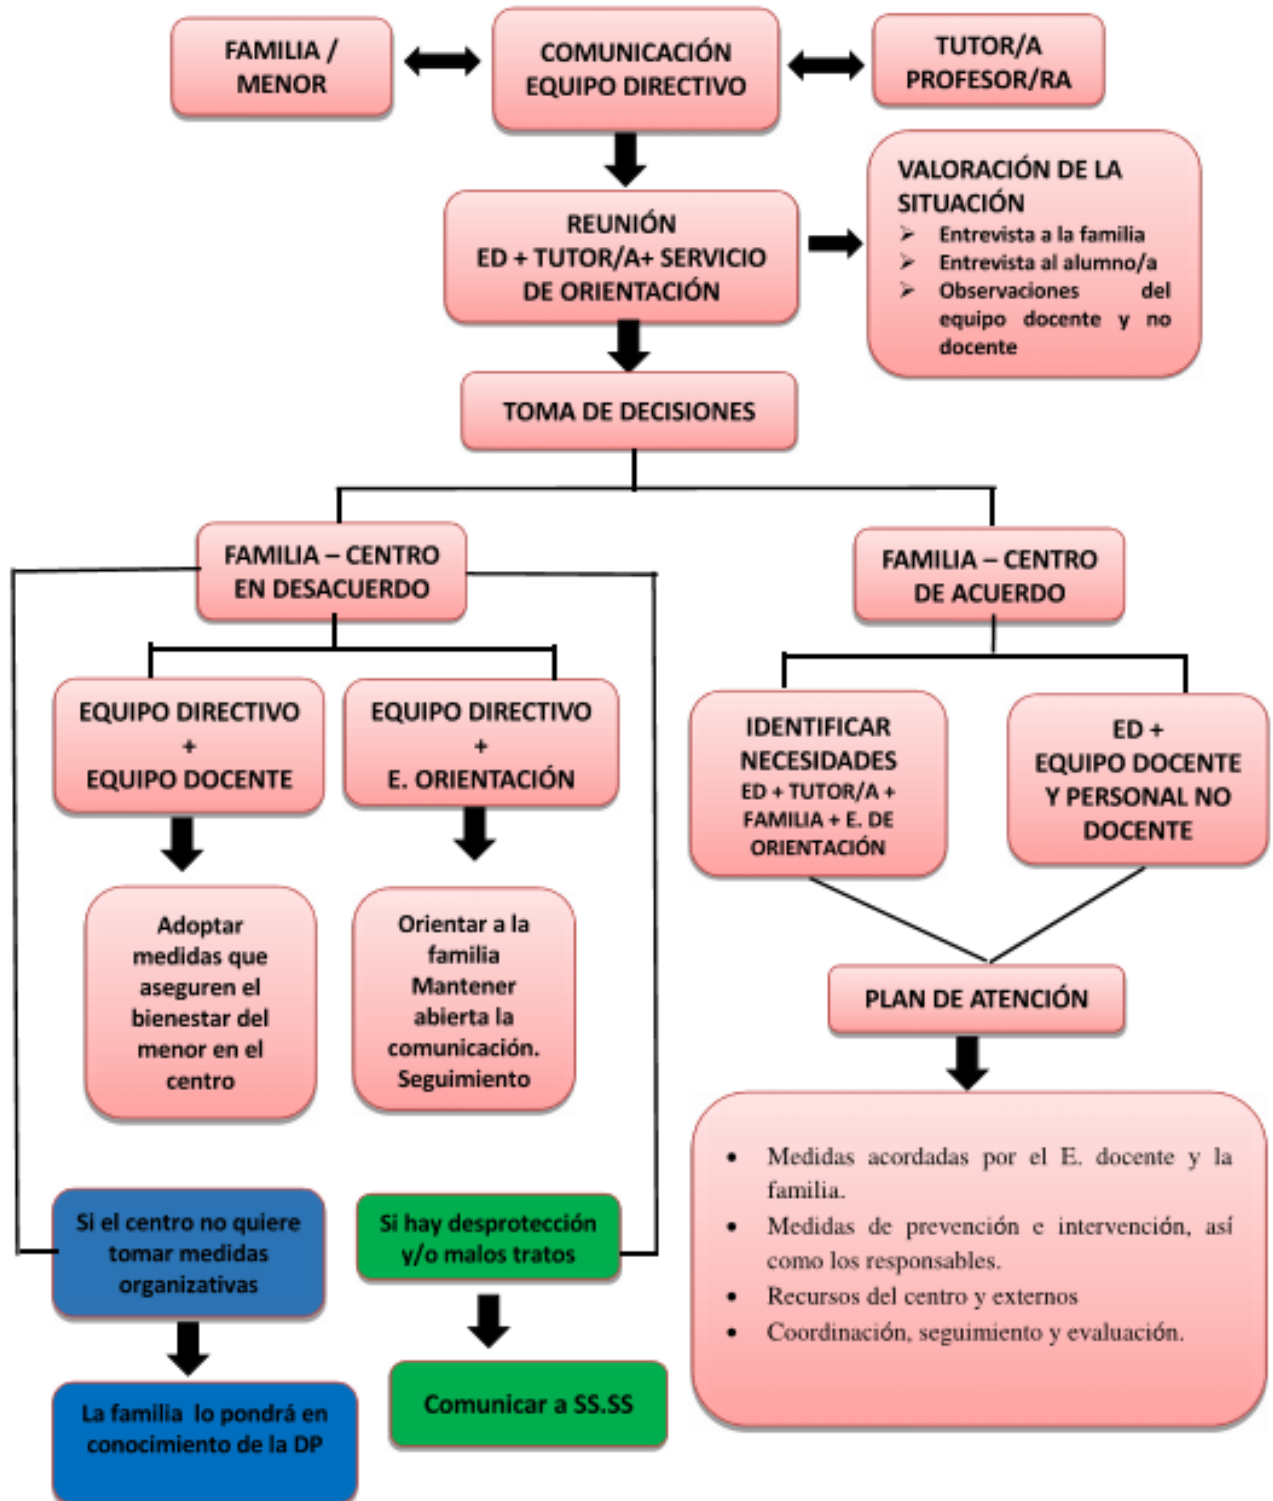 FAMILIA /
MENOR
COMUNICACIÓN
EQUIPO DIRECTIVO
TUTOR/A
PROFESOR/RA
REUNIÓN
ED + TUTOR/A+ SERVICIO
DE ORIENTACIÓN
VALORACIÓN DE LA
SITUACIÓN
➢ Entrevista a la familia
➢ Entrevista al alumno/a
➢ Observaciones del
equipo docente y no
docente
TOMA DE DECISIONES
FAMILIA – CENTRO
EN DESACUERDO
FAMILIA – CENTRO
DE ACUERDO
EQUIPO DIRECTIVO
+
EQUIPO DOCENTE
EQUIPO DIRECTIVO
+
E. ORIENTACIÓN
IDENTIFICAR
NECESIDADES
ED + TUTOR/A +
FAMILIA + E. DE
ORIENTACIÓN
ED +
EQUIPO DOCENTE
Y PERSONAL NO
DOCENTE
Adoptar
medidas que
aseguren el
bienestar del
menor en el
centro
Orientar a la
familia
Mantener
abierta la
comunicación.
Seguimiento
PLAN DE ATENCIÓN
• Medidas acordadas por el E. docente y la
familia.
• Medidas de prevención e intervención, así
como los responsables.
• Recursos del centro y externos
• Coordinación, seguimiento y evaluación.
Si el centro no quiere
tomar medidas
organizativas
Si hay desprotección
y/o malos tratos
La familia lo pondrá en
conocimiento de la DP
Comunicar a SS.SS